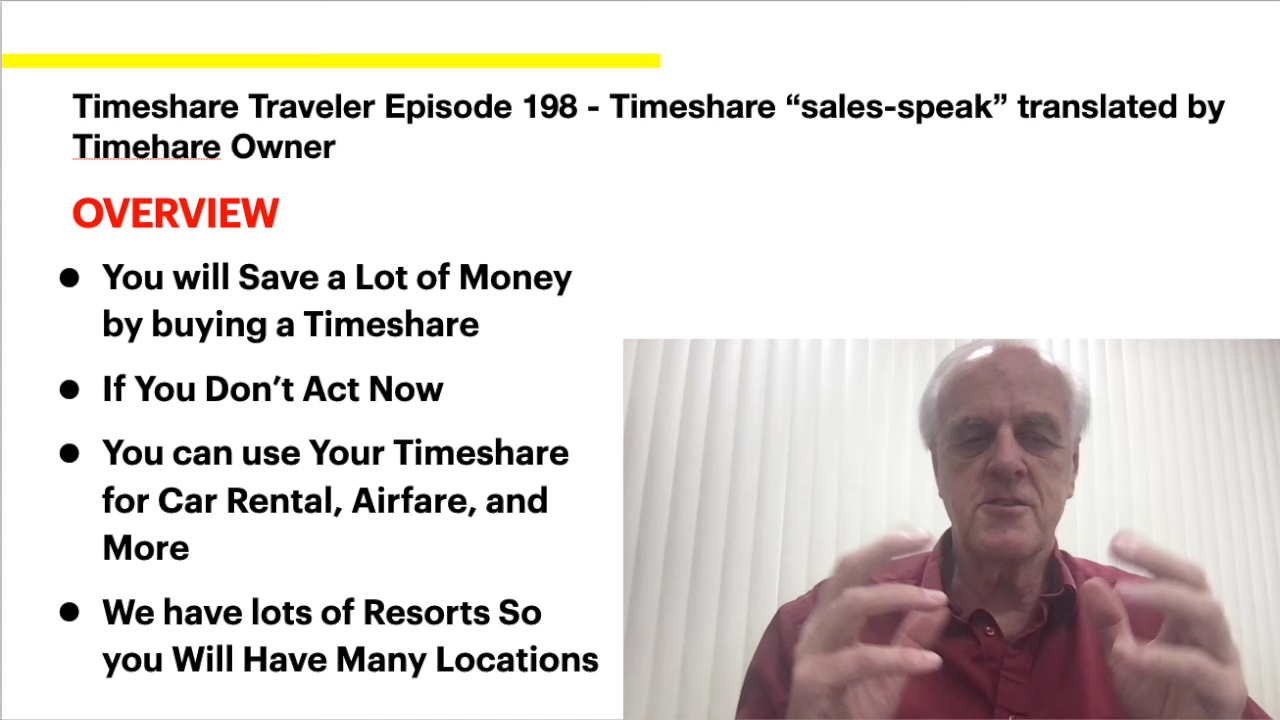 Timeshare Traveler Episode 198 - Timeshare “sales-speak” translated by
Timehare Owner
OVERVIEW
● You will Save a Lot of Money
by buying a Timeshare
● If You Don’t Act Now
● You can use Your Timeshare
for Car Rental, Airfare, and
More
● We have lots of Resorts So
you Will Have Many Locations